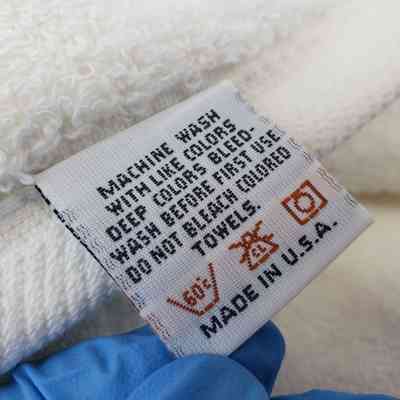 MACHINE WASH
WITH LIKE COLORS
DEEP COLORS BLEED-
WASH BEFORE FIRST USE
DO NOT BLEACH COLORED
TOWELS.
60°C CL
MADE IN U.S.A.